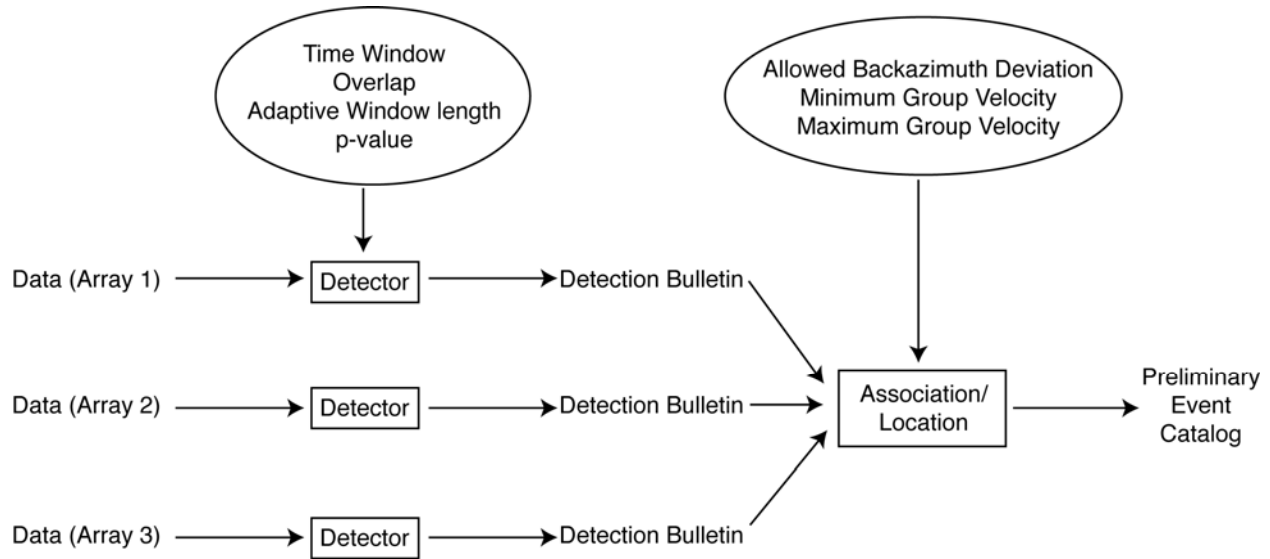 Time Window
Overlap
Adaptive Window length
p-value
Allowed Backazimuth Deviation
Minimum Group Velocity
Maximum Group Velocity
Data (Array 1)
Detector
Detection Bulletin
Data (Array 2)
Detector
Detection Bulletin
Association/
Location
Preliminary
Event
Catalog
Data (Array 3)
Detector
Detection Bulletin